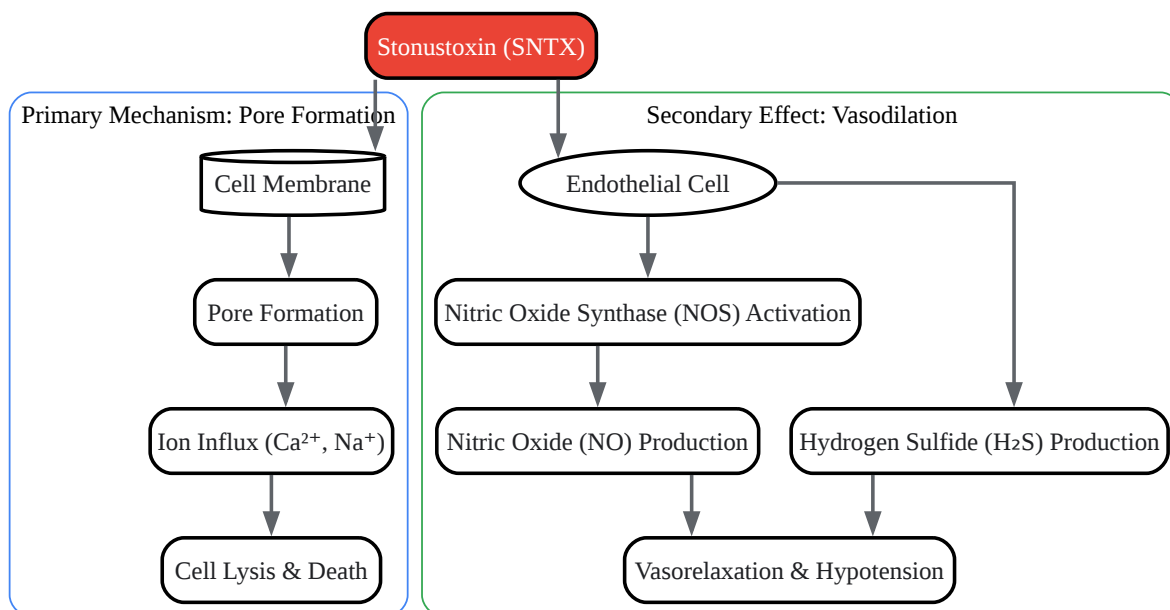 Stonustoxin (SNTX)
Primary Mechanism: Pore Formation
Secondary Effect: Vasodilation
Cell Membrane
Endothelial Cell
Pore Formation
Nitric Oxide Synthase (NOS) Activation
Ion Influx (Ca²⁺, Na⁺)
Nitric Oxide (NO) Production
Hydrogen Sulfide (H₂S) Production
Cell Lysis & Death
Vasorelaxation & Hypotension